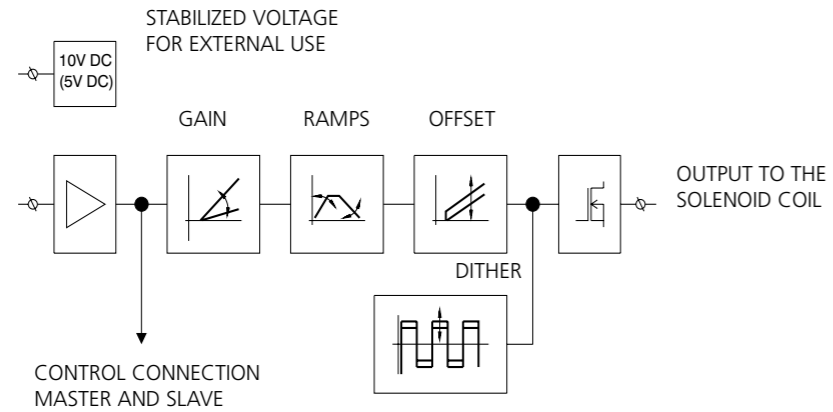 STABILIZED VOLTAGE
FOR EXTERNAL USE
10V DC
(5V DC)
GAIN
RAMPS
OFFSET
OUTPUT TO THE
SOLENOID COIL
DITHER
CONTROL CONNECTION
MASTER AND SLAVE